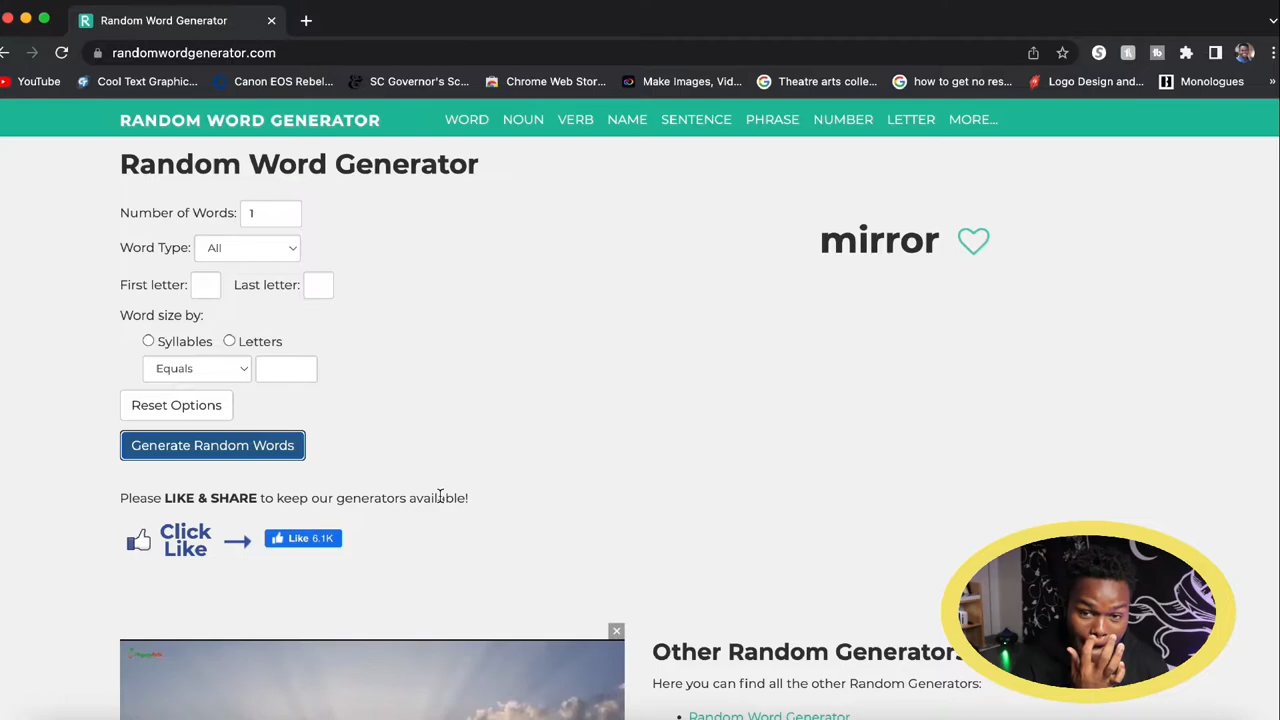 Random Word Generator
randomwordgenerator.com
YouTube
Cool Text Graphic...
Canon EOS Rebel...
SC Governor's Sc...
Chrome Web Stor...
Make Images, Vid...
Theatre arts colle...
how to get no res...
Logo Design and...
Monologues
RANDOM WORD GENERATOR
WORD NOUN VERB NAME SENTENCE PHRASE NUMBER LETTER MORE...
Random Word Generator
Number of Words: 1
Word Type: All
First letter: Last letter:
Word size by:
Syllables Letters
Equals
Reset Options
Generate Random Words
mirror
Please LIKE & SHARE to keep our generators available!
Click
Like
Like 6.1K
Other Random Generators
Here you can find all the other Random Generators:
Random Word Generator